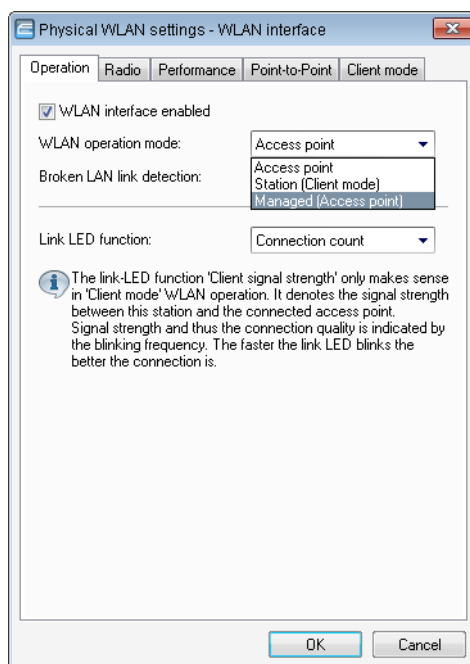 Physical WLAN settings - WLAN interface
Operation Radio Performance Point-to-Point Client mode
WLAN interface enabled
WLAN operation mode: Access point
Access point
Broken LAN link detection:
Station (Client mode)
Managed (Access point)
Link LED function: Connection count
The link-LED function 'Client signal strength' only makes sense
in 'Client mode' WLAN operation. It denotes the signal strength
between this station and the connected access point.
Signal strength and thus the connection quality is indicated by
the blinking frequency. The faster the link LED blinks the
better the connection is.
OK Cancel